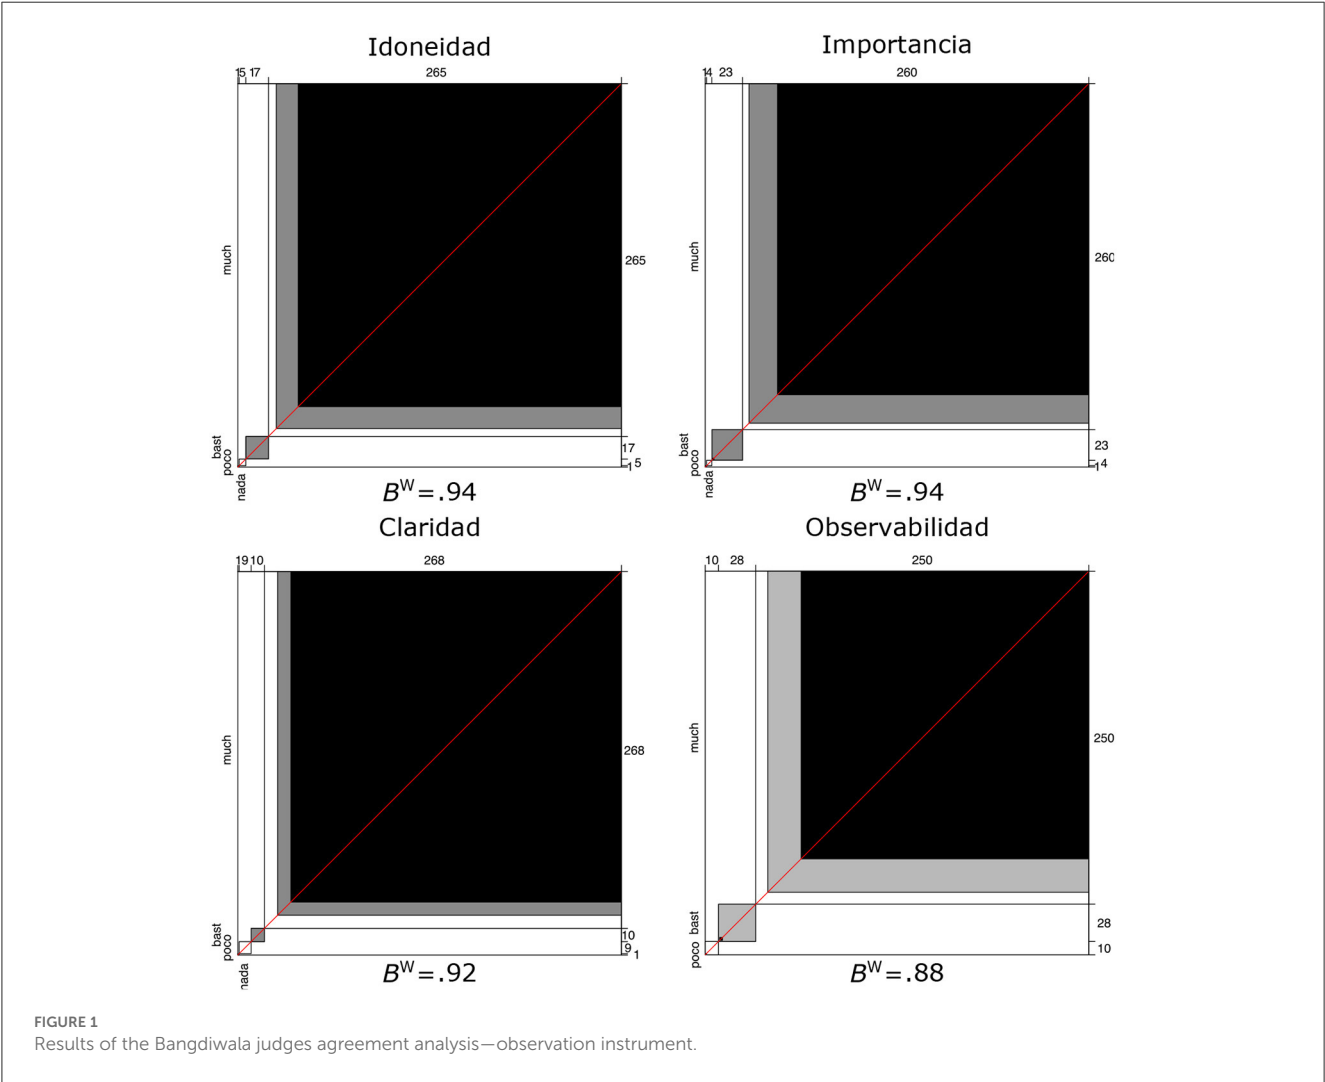 Idoneidad
15 17 265
much
265
bast
poco
nada
17
15
B^W=.94
Importancia
14 23 260
much
260
bast
poco
nada
23
14
B^W=.94
Claridad
19 10 268
much
268
bast
poco
nada
10
9 1
B^W=.92
Observabilidad
10 28 250
much
250
bast
poco
28
10
B^W=.88
FIGURE 1
Results of the Bangdiwala judges agreement analysis—observation instrument.